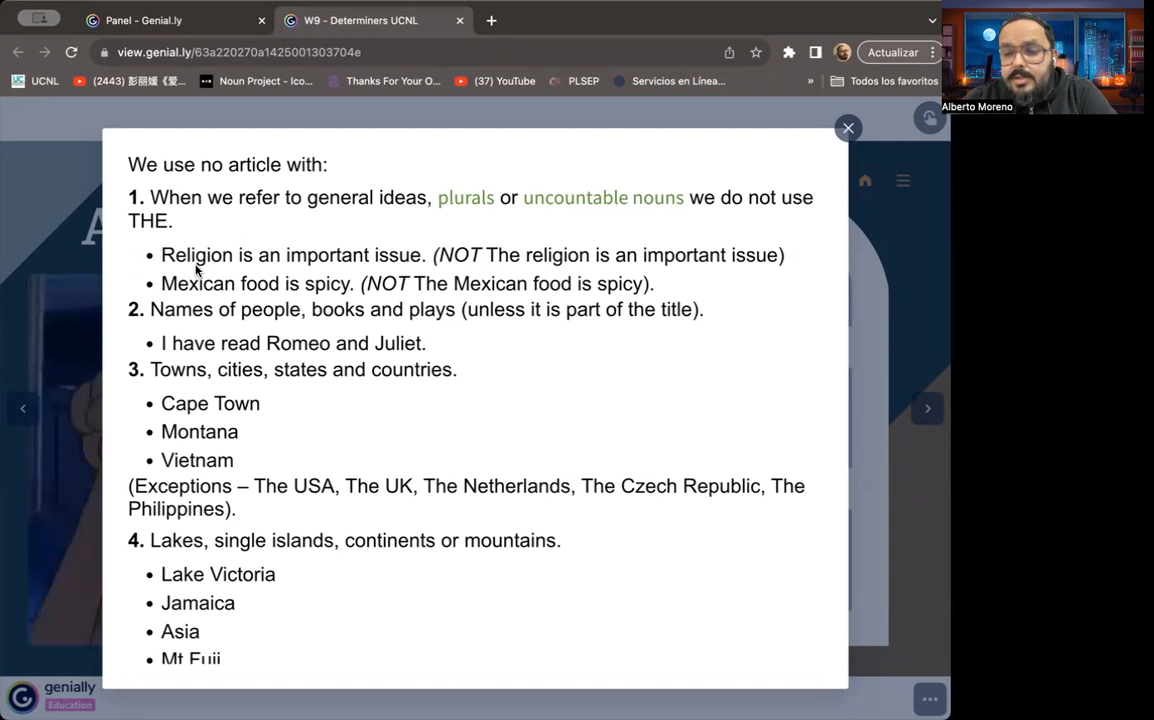 Panel - Genial.ly
W9 - Determiners UCNL
view.genial.ly/63a220270a1425001303704e
Actualizar
UCNL
(2443) 彭丽媛《爱...
Noun Project - Ico...
Thanks For Your O...
(37) YouTube
PLSEP
Servicios en Línea...
»
Todos los favoritos
Alberto Moreno
A
We use no article with:
1. When we refer to general ideas, plurals or uncountable nouns we do not use
THE.
• Religion is an important issue. (NOT The religion is an important issue)
• Mexican food is spicy. (NOT The Mexican food is spicy).
2. Names of people, books and plays (unless it is part of the title).
• I have read Romeo and Juliet.
3. Towns, cities, states and countries.
• Cape Town
• Montana
• Vietnam
(Exceptions – The USA, The UK, The Netherlands, The Czech Republic, The
Philippines).
4. Lakes, single islands, continents or mountains.
• Lake Victoria
• Jamaica
• Asia
• Mt Fuji
genially
Education